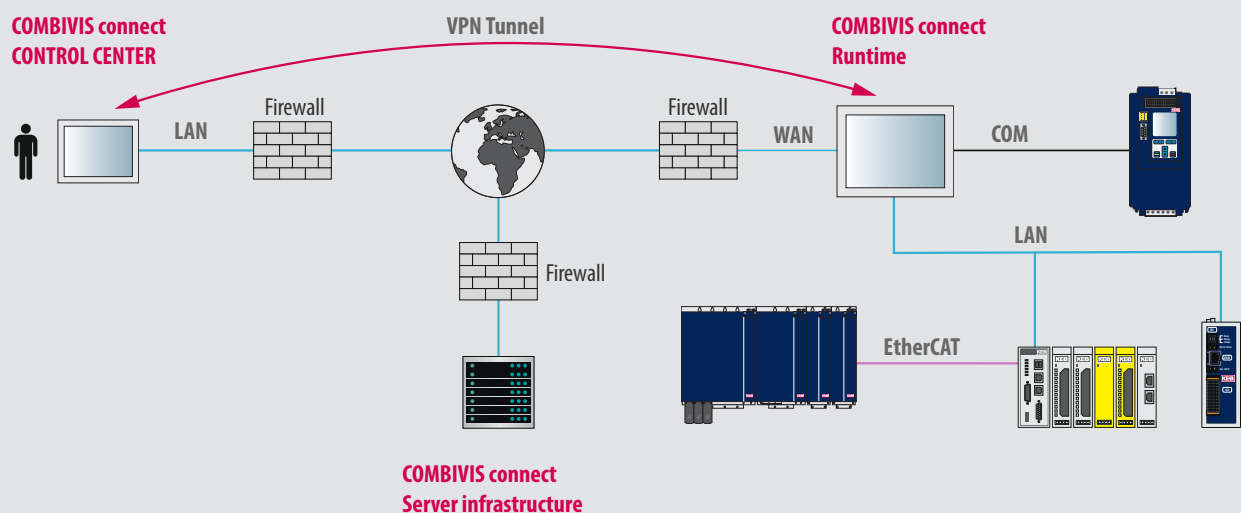 COMBIVIS connect
CONTROL CENTER
VPN Tunnel
COMBIVIS connect
Runtime
Firewall
LAN
Firewall
WAN
COM
LAN
Firewall
EtherCAT
COMBIVIS connect
Server infrastructure